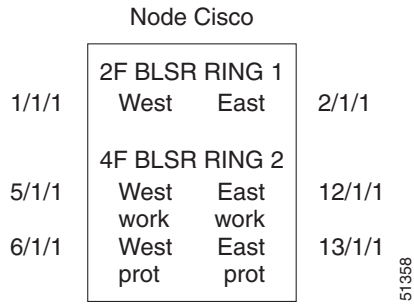 Node Cisco
2F BLSR RING 1
1/1/1 West East 2/1/1
4F BLSR RING 2
5/1/1 West East 12/1/1
work work
6/1/1 West East 13/1/1
prot prot
51358